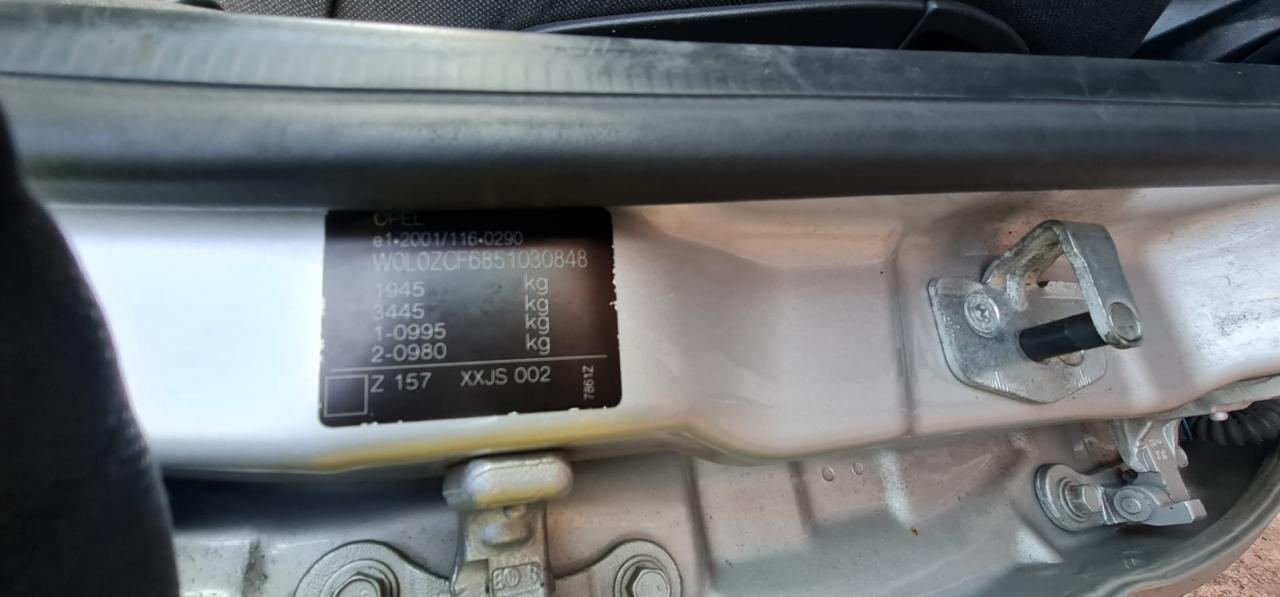 OPEL
e1•2001/116•0290
W0L0ZCF6851030848
1945 kg
3445 kg
1-0995 kg
2-0980 kg
Z 157 XXJS 002
7861Z